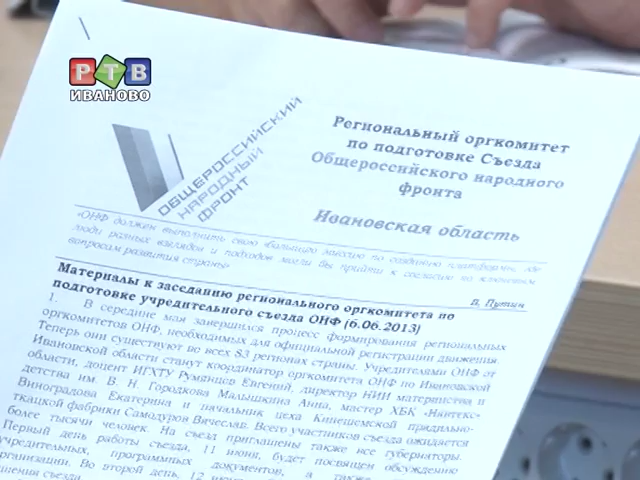 РТВ
ИВАНОВО
ОБЩЕРОССИЙСКИЙ
НАРОДНЫЙ
ФРОНТ
Региональный оргкомитет
по подготовке Съезда
Общероссийского народного
фронта
Ивановская область
«ОНФ должен выполнить свою большую миссию по созданию платформы, где
люди разных взглядов и подходов могли бы прийти к согласию по ключевым
вопросам развития страны»
В. Путин
Материалы к заседанию регионального оргкомитета по
подготовке учредительного съезда ОНФ (6.06.2013)
1. В середине мая завершился процесс формирования региональных
оргкомитетов ОНФ, необходимых для официальной регистрации движения.
Теперь они существуют во всех 83 регионах страны. Учредителями ОНФ от
Ивановской области станут координатор оргкомитета ОНФ по Ивановской
области, доцент ИГХТУ Румянцев Евгений, директор НИИ материнства и
детства им. В. Н. Городкова Малышкина Анна, мастер ХБК «Навтекс»
Виноградова Екатерина и начальник цеха Кинешемской прядильно-
ткацкой фабрики Самодуров Вячеслав. Всего участников съезда ожидается
более тысячи человек. На съезд приглашены также все губернаторы.
Первый день работы съезда, 11 июня, будет посвящен обсуждению
учредительных, программных документов, а также
организации. Во второй день, 12
съезда